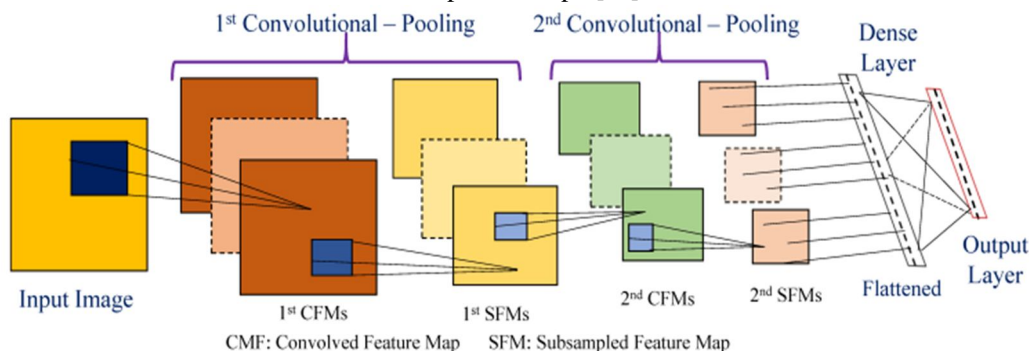 1st Convolutional – Pooling
2nd Convolutional – Pooling
Dense
Layer
Input Image
1st CFMs
1st SFMs
2nd CFMs
2nd SFMs
Flattened
Output
Layer
CMF: Convolved Feature Map SFM: Subsampled Feature Map